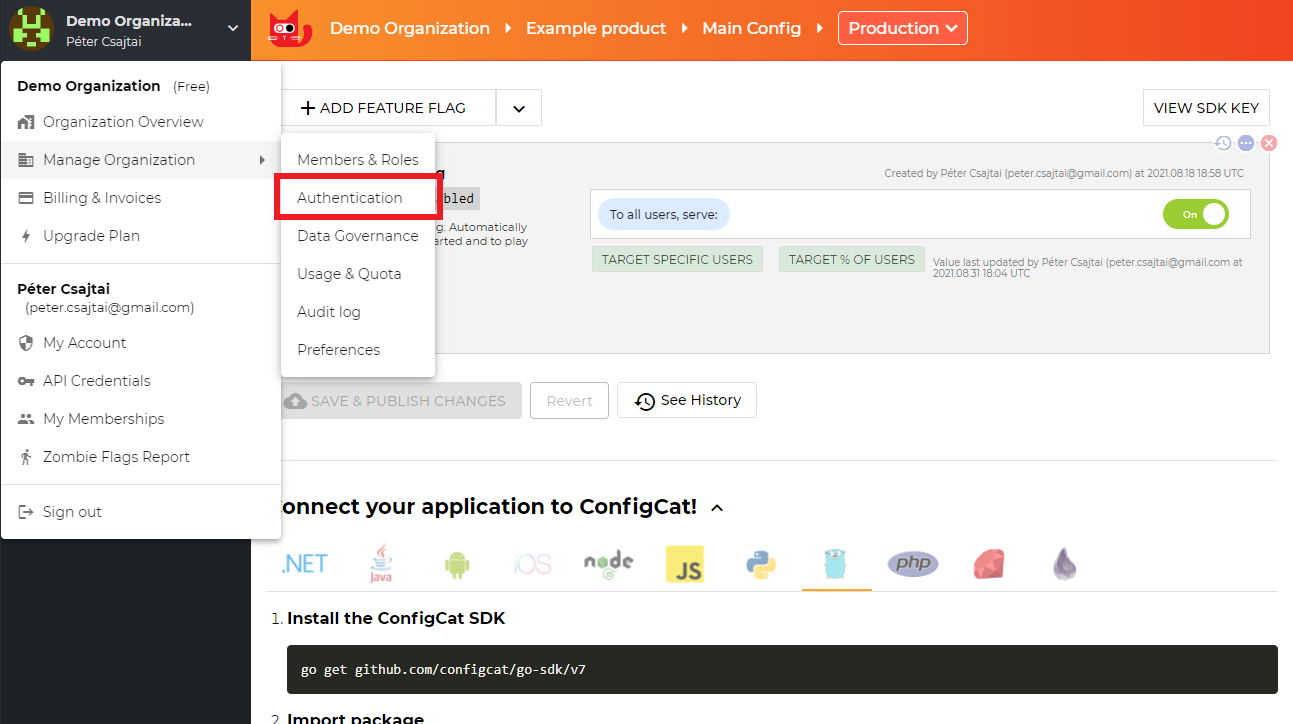 Demo Organiza...
Péter Csajtai
Demo Organization
Example product
Main Config
Production
Demo Organization (Free)
Organization Overview
Manage Organization
Billing & Invoices
Upgrade Plan
Péter Csajtai
(peter.csajtai@gmail.com)
My Account
API Credentials
My Memberships
Zombie Flags Report
Sign out
Members & Roles
Authentication
Data Governance
Usage & Quota
Audit log
Preferences
ADD FEATURE FLAG
VIEW SDK KEY
g
bled
g. Automatically
arted and to play
Created by Péter Csajtai (peter.csajtai@gmail.com) at 2021.08.18 18:58 UTC
To all users, serve:
On
TARGET SPECIFIC USERS
TARGET % OF USERS
Value last updated by Péter Csajtai (peter.csajtai@gmail.com at
2021.08.31 18:04 UTC
SAVE & PUBLISH CHANGES
Revert
See History
onnect your application to ConfigCat!
.NET
Java
iOS
node
JS
php
1. Install the ConfigCat SDK
go get github.com/configcat/go-sdk/v7
2. Import package